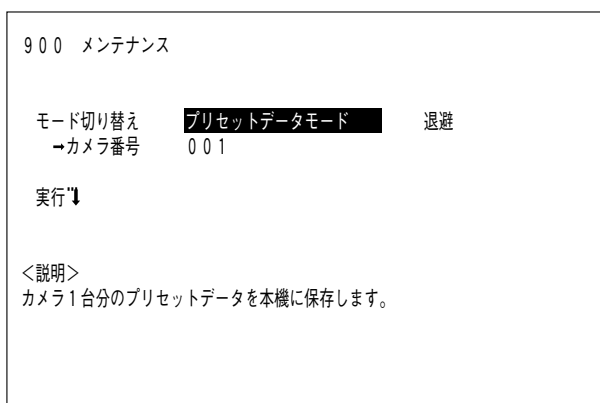 900 メンテナンス
モード切り替え プリセットデータモード 退避
→カメラ番号 001
実行
<説明>
カメラ1台分のプリセットデータを本機に保存します。